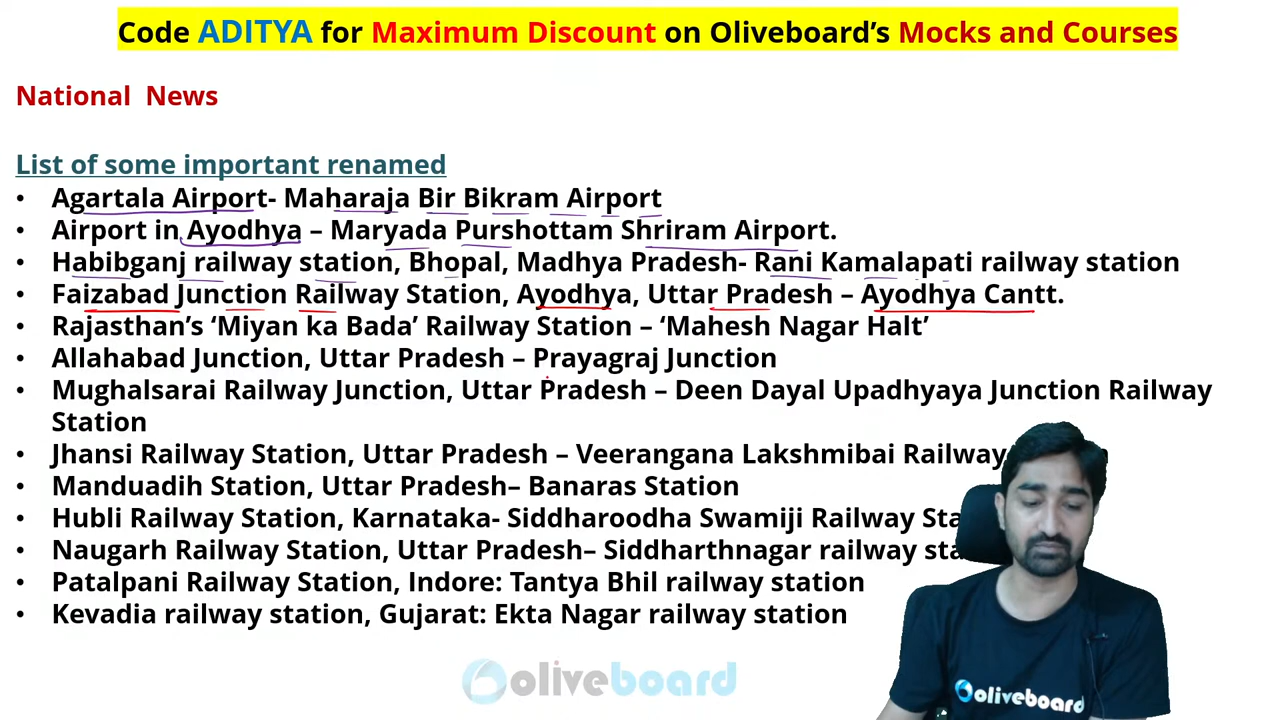 Code ADITYA for Maximum Discount on Oliveboard's Mocks and Courses
National News
List of some important renamed
• Agartala Airport- Maharaja Bir Bikram Airport
• Airport in Ayodhya – Maryada Purshottam Shriram Airport.
• Habibganj railway station, Bhopal, Madhya Pradesh- Rani Kamalapati railway station
• Faizabad Junction Railway Station, Ayodhya, Uttar Pradesh – Ayodhya Cantt.
• Rajasthan's 'Miyan ka Bada' Railway Station – 'Mahesh Nagar Halt'
• Allahabad Junction, Uttar Pradesh – Prayagraj Junction
• Mughalsarai Railway Junction, Uttar Pradesh – Deen Dayal Upadhyaya Junction Railway
Station
• Jhansi Railway Station, Uttar Pradesh – Veerangana Lakshmibai Railway
• Manduadih Station, Uttar Pradesh– Banaras Station
• Hubli Railway Station, Karnataka- Siddharoodha Swamiji Railway
• Naugarh Railway Station, Uttar Pradesh– Siddharthnagar railway
• Patalpani Railway Station, Indore: Tantya Bhil railway station
• Kevadia railway station, Gujarat: Ekta Nagar railway station
oliveboard
oliveboard